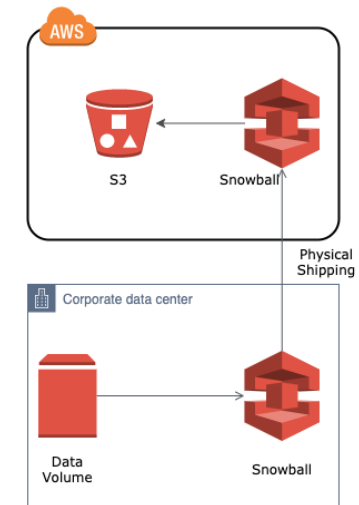 AWS
S3
Snowball
Physical
Shipping
Corporate data center
Data
Volume
Snowball